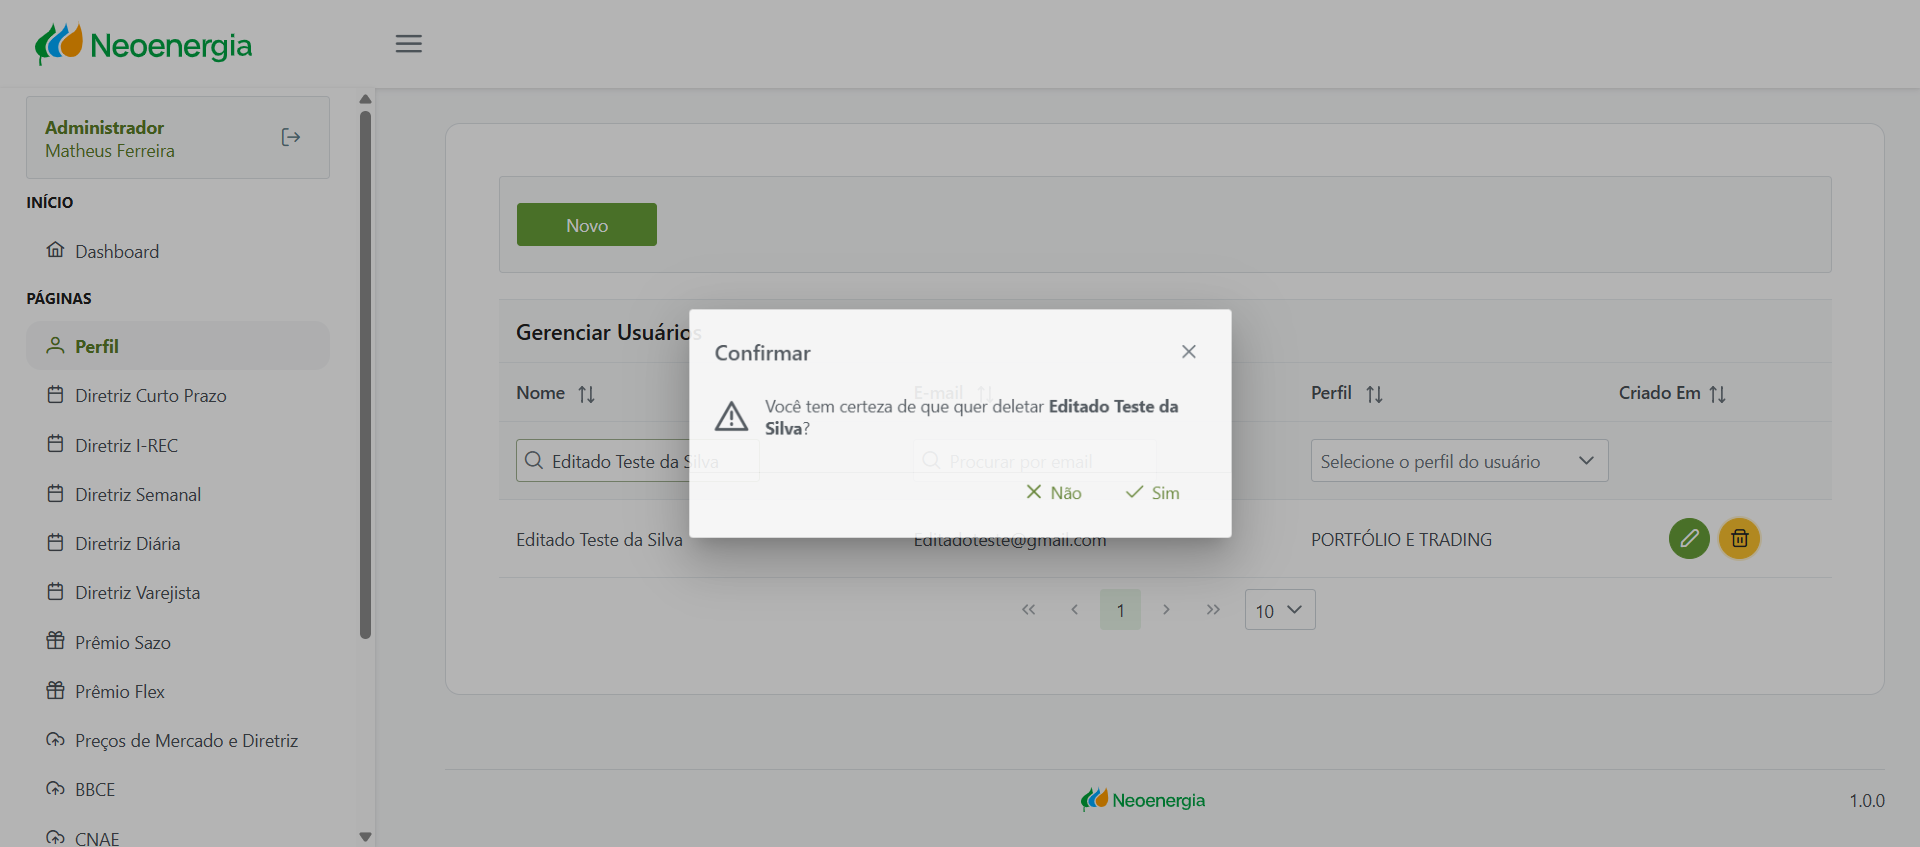 Neoenergia
Administrador
Matheus Ferreira
INÍCIO
Dashboard
PÁGINAS
Perfil
Diretriz Curto Prazo
Diretriz I-REC
Diretriz Semanal
Diretriz Diária
Diretriz Varejista
Prêmio Sazo
Prêmio Flex
Preços de Mercado e Diretriz
BBCE
CNAE
Novo
Gerenciar Usuários
Nome E-mail Perfil Criado Em
Editado Teste da Silva Procurar por email Selecione o perfil do usuário
Confirmar
Você tem certeza de que quer deletar Editado Teste da
Silva?
Não Sim
Editado Teste da Silva Editadoteste@gmail.com PORTFÓLIO E TRADING
1 10
Neoenergia 1.0.0